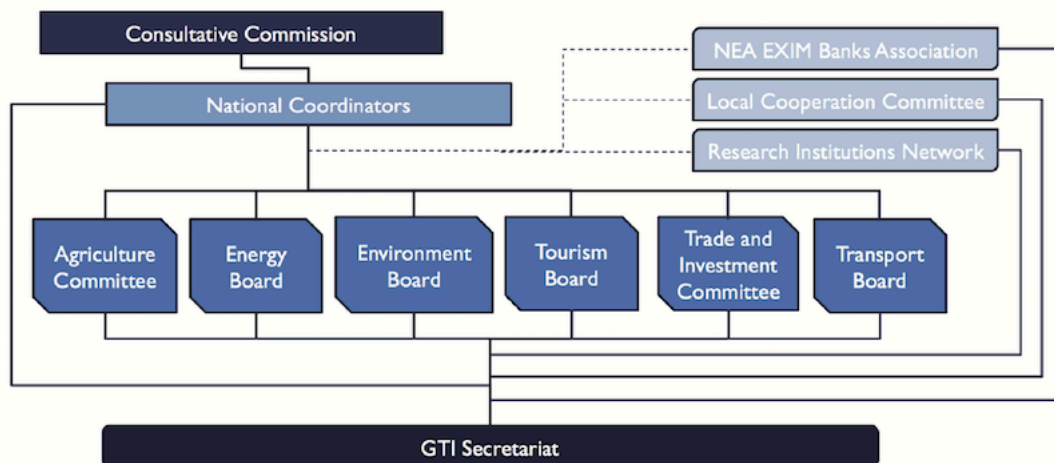 Consultative Commission
NEA EXIM Banks Association
National Coordinators
Local Cooperation Committee
Research Institutions Network
Agriculture
Committee
Energy
Board
Environment
Board
Tourism
Board
Trade and
Investment
Committee
Transport
Board
GTI Secretariat